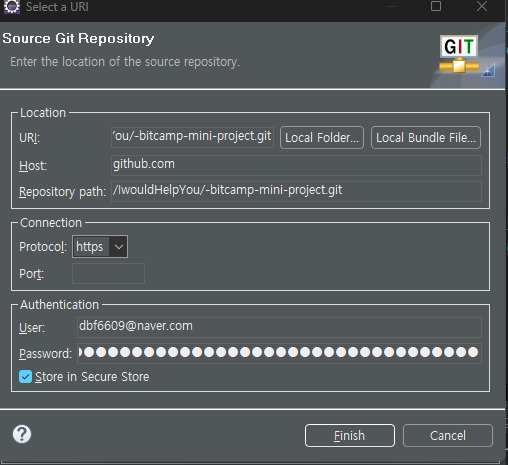 Select a URI
Source Git Repository
Enter the location of the source repository.
GIT
Location
URI: ou/-bitcamp-mini-project.git Local Folder... Local Bundle File...
Host: github.com
Repository path: /IwouldHelpYou/-bitcamp-mini-project.git
Connection
Protocol: https
Port:
Authentication
User: dbf6609@naver.com
Password: ●●●●●●●●●●●●●●●●●●●●●●●●●●●●●●●●●●●●
Store in Secure Store
? Finish Cancel